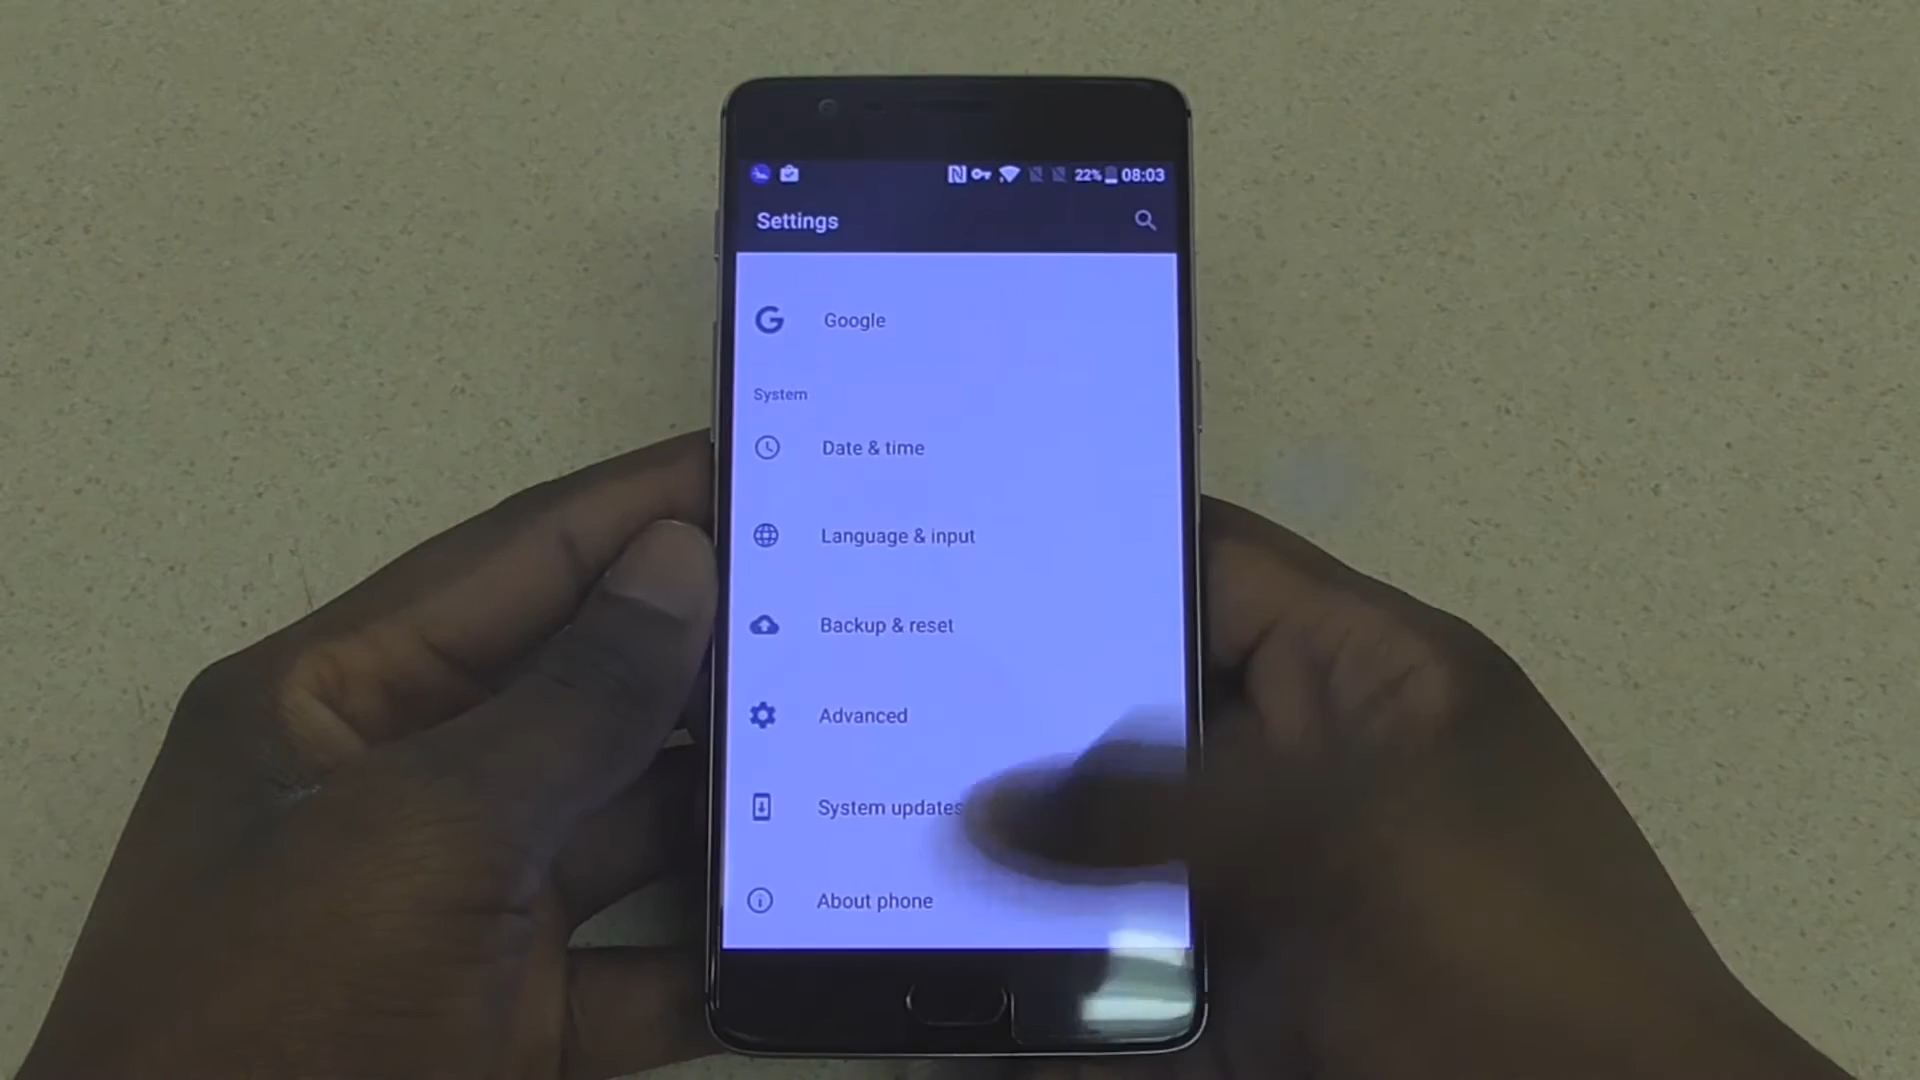 22% 08:03
Settings
Google
System
Date & time
Language & input
Backup & reset
Advanced
System updates
About phone